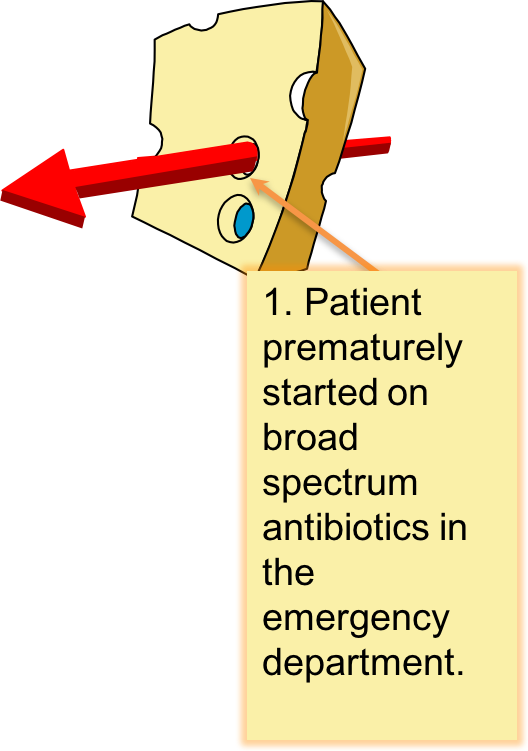 1. Patient
prematurely
started on
broad
spectrum
antibiotics in
the
emergency
department.